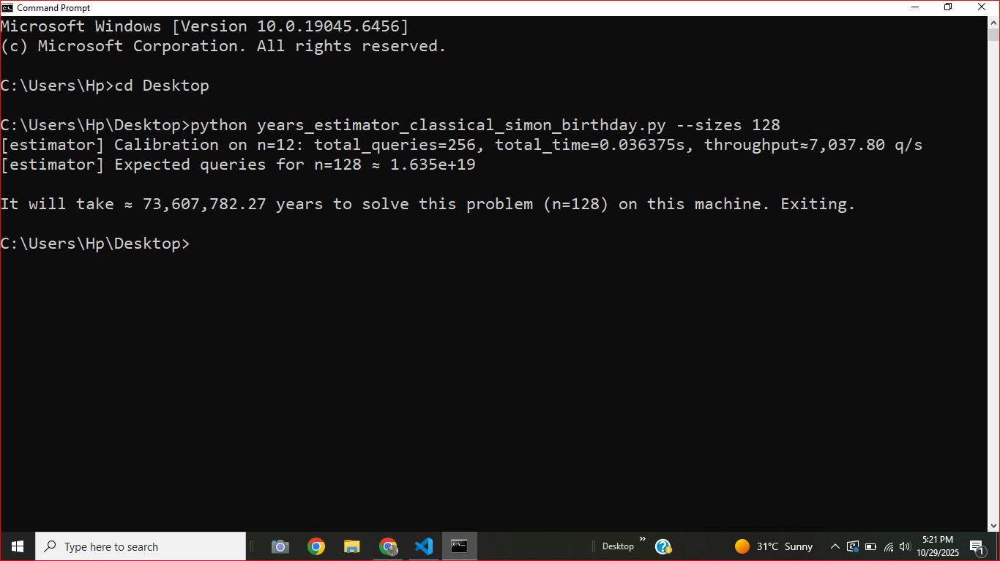 Command Prompt
Microsoft Windows [Version 10.0.19045.6456]
(c) Microsoft Corporation. All rights reserved.
C:\Users\Hp>cd Desktop
C:\Users\Hp\Desktop>python years_estimator_classical_simon_birthday.py --sizes 128
[estimator] Calibration on n=12: total_queries=256, total_time=0.036375s, throughput≈7,037.80 q/s
[estimator] Expected queries for n=128 ≈ 1.635e+19
It will take ≈ 73,607,782.27 years to solve this problem (n=128) on this machine. Exiting.
C:\Users\Hp\Desktop>
Type here to search
Desktop
31°C Sunny
5:21 PM
10/29/2025
1